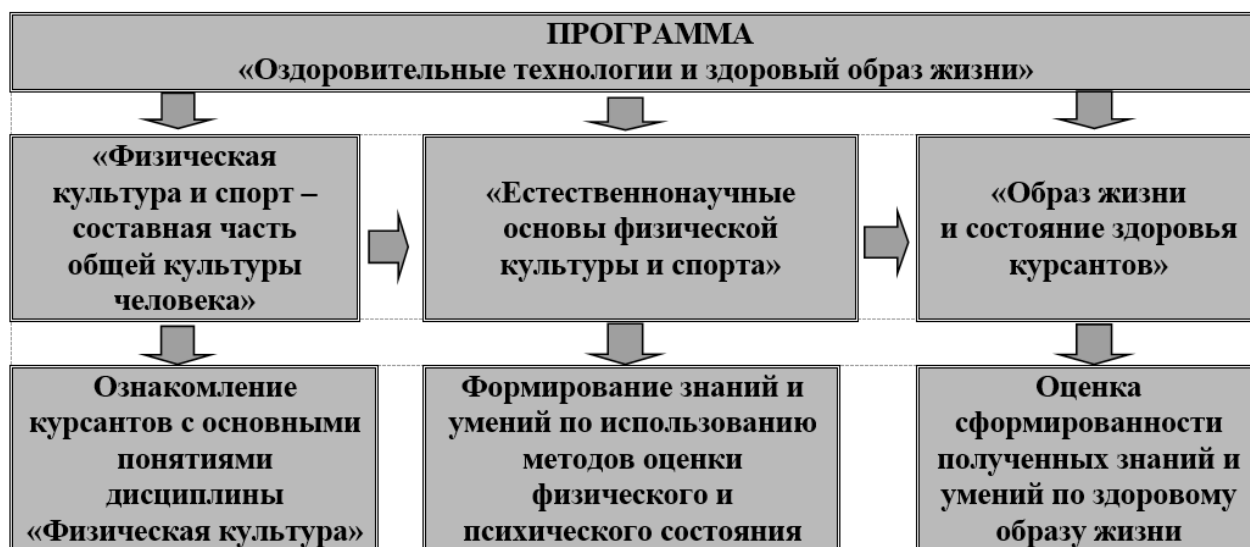 ПРОГРАММА
«Оздоровительные технологии и здоровый образ жизни»
«Физическая
культура и спорт –
составная часть
общей культуры
человека»
«Естественнонаучные
основы физической
культуры и спорта»
«Образ жизни
и состояние здоровья
курсантов»
Ознакомление
курсантов с основными
понятиями
дисциплины
«Физическая культура»
Формирование знаний и
умений по использованию
методов оценки
физического и
психического состояния
Оценка
сформированности
полученных знаний и
умений по здоровому
образу жизни